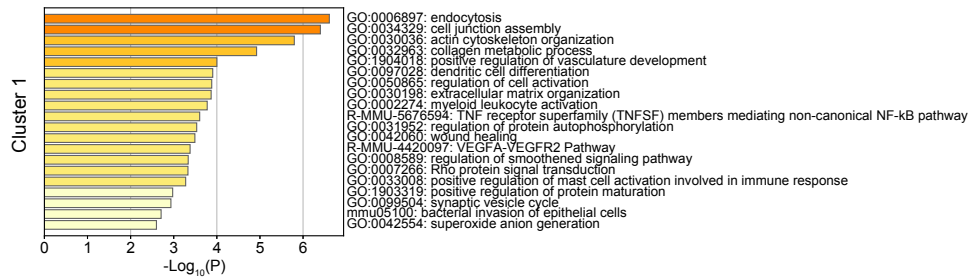 Cluster 1
GO:0006897: endocytosis
GO:0034329: cell junction assembly
GO:0030036: actin cytoskeleton organization
GO:0032963: collagen metabolic process
GO:1904018: positive regulation of vasculature development
GO:0097028: dendritic cell differentiation
GO:0050865: regulation of cell activation
GO:0030198: extracellular matrix organization
GO:0002274: myeloid leukocyte activation
R-MMU-5676594: TNF receptor superfamily (TNFSF) members mediating non-canonical NF-kB pathway
GO:0031952: regulation of protein autophosphorylation
GO:0042060: wound healing
R-MMU-4420097: VEGFA-VEGFR2 Pathway
GO:0008589: regulation of smoothened signaling pathway
GO:0007266: Rho protein signal transduction
GO:0033008: positive regulation of mast cell activation involved in immune response
GO:1903319: positive regulation of protein maturation
GO:0099504: synaptic vesicle cycle
mmu05100: bacterial invasion of epithelial cells
GO:0042554: superoxide anion generation
0 1 2 3 4 5 6
-Log10(P)